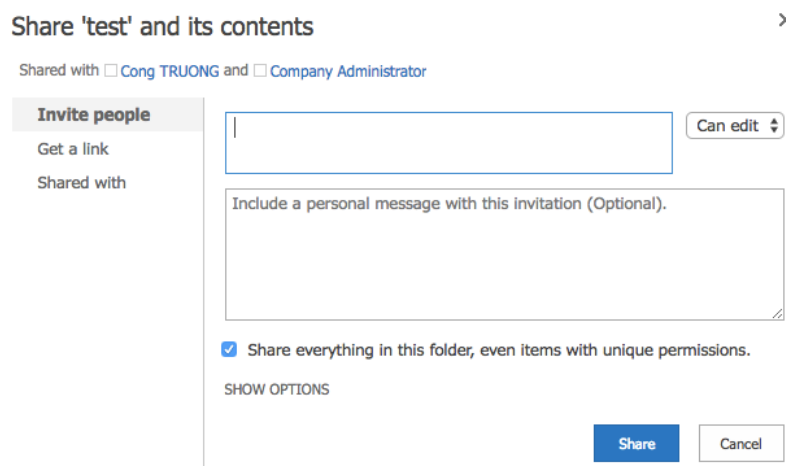 Share 'test' and its contents
Shared with Cong TRUONG and Company Administrator
Invite people
Get a link
Shared with
Can edit
Include a personal message with this invitation (Optional).
Share everything in this folder, even items with unique permissions.
SHOW OPTIONS
Share Cancel